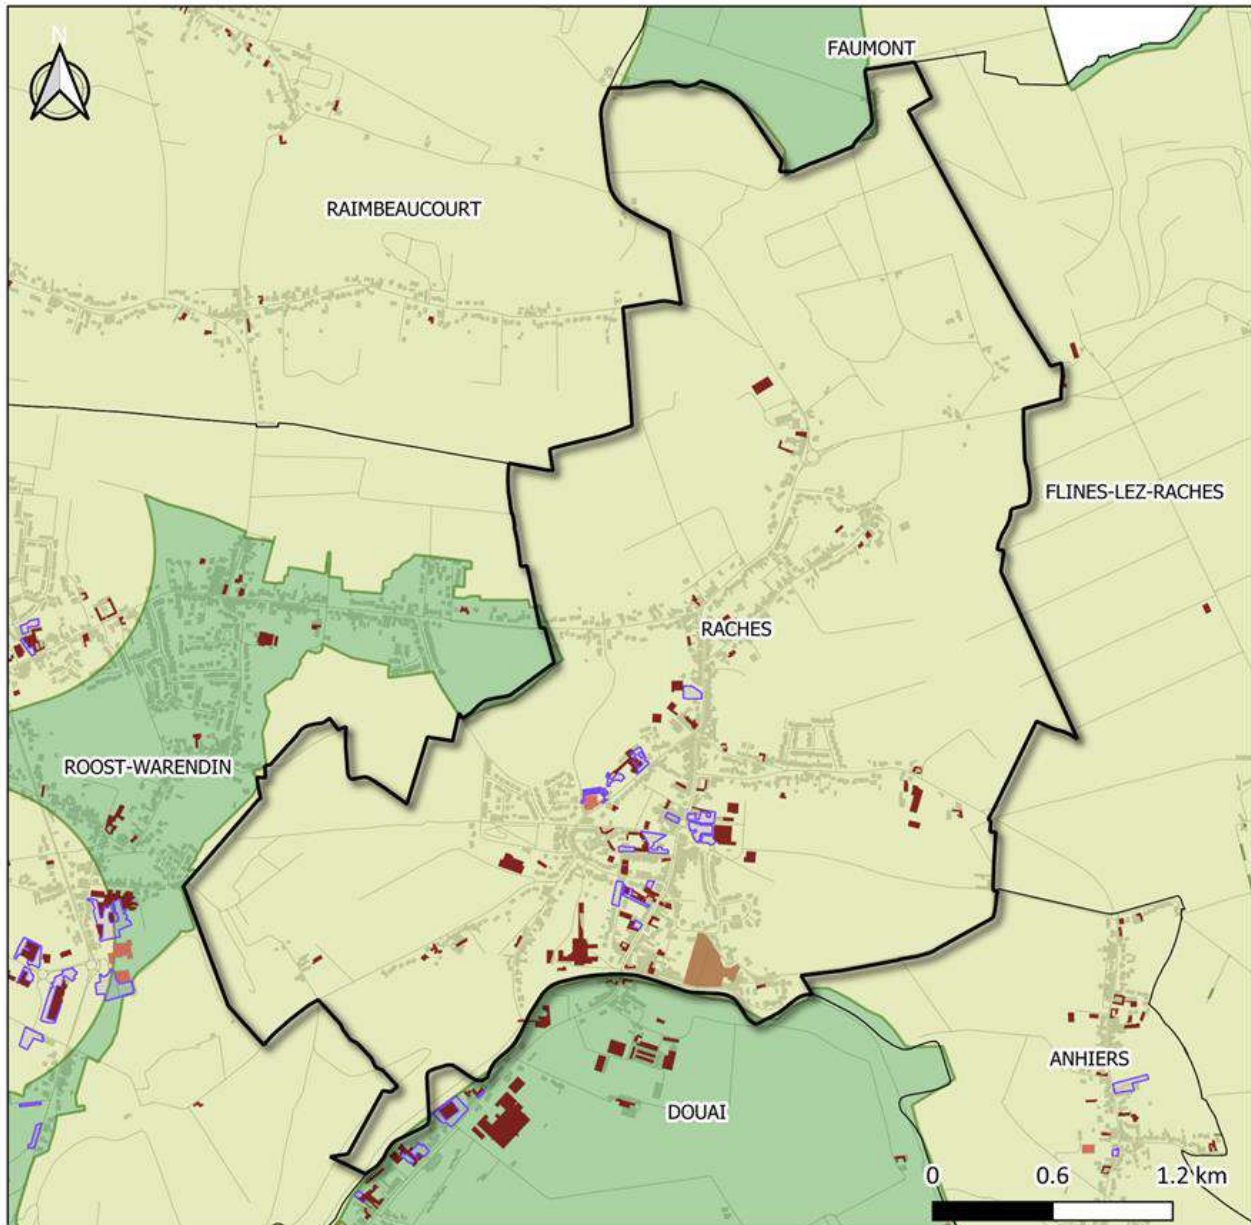 N
FAUMONT
RAIMBEAUCOURT
FLINES-LEZ-RACHES
RACHES
ROOST-WARENDIN
ANHIERS
DOUAI
0 0.6 1.2 km